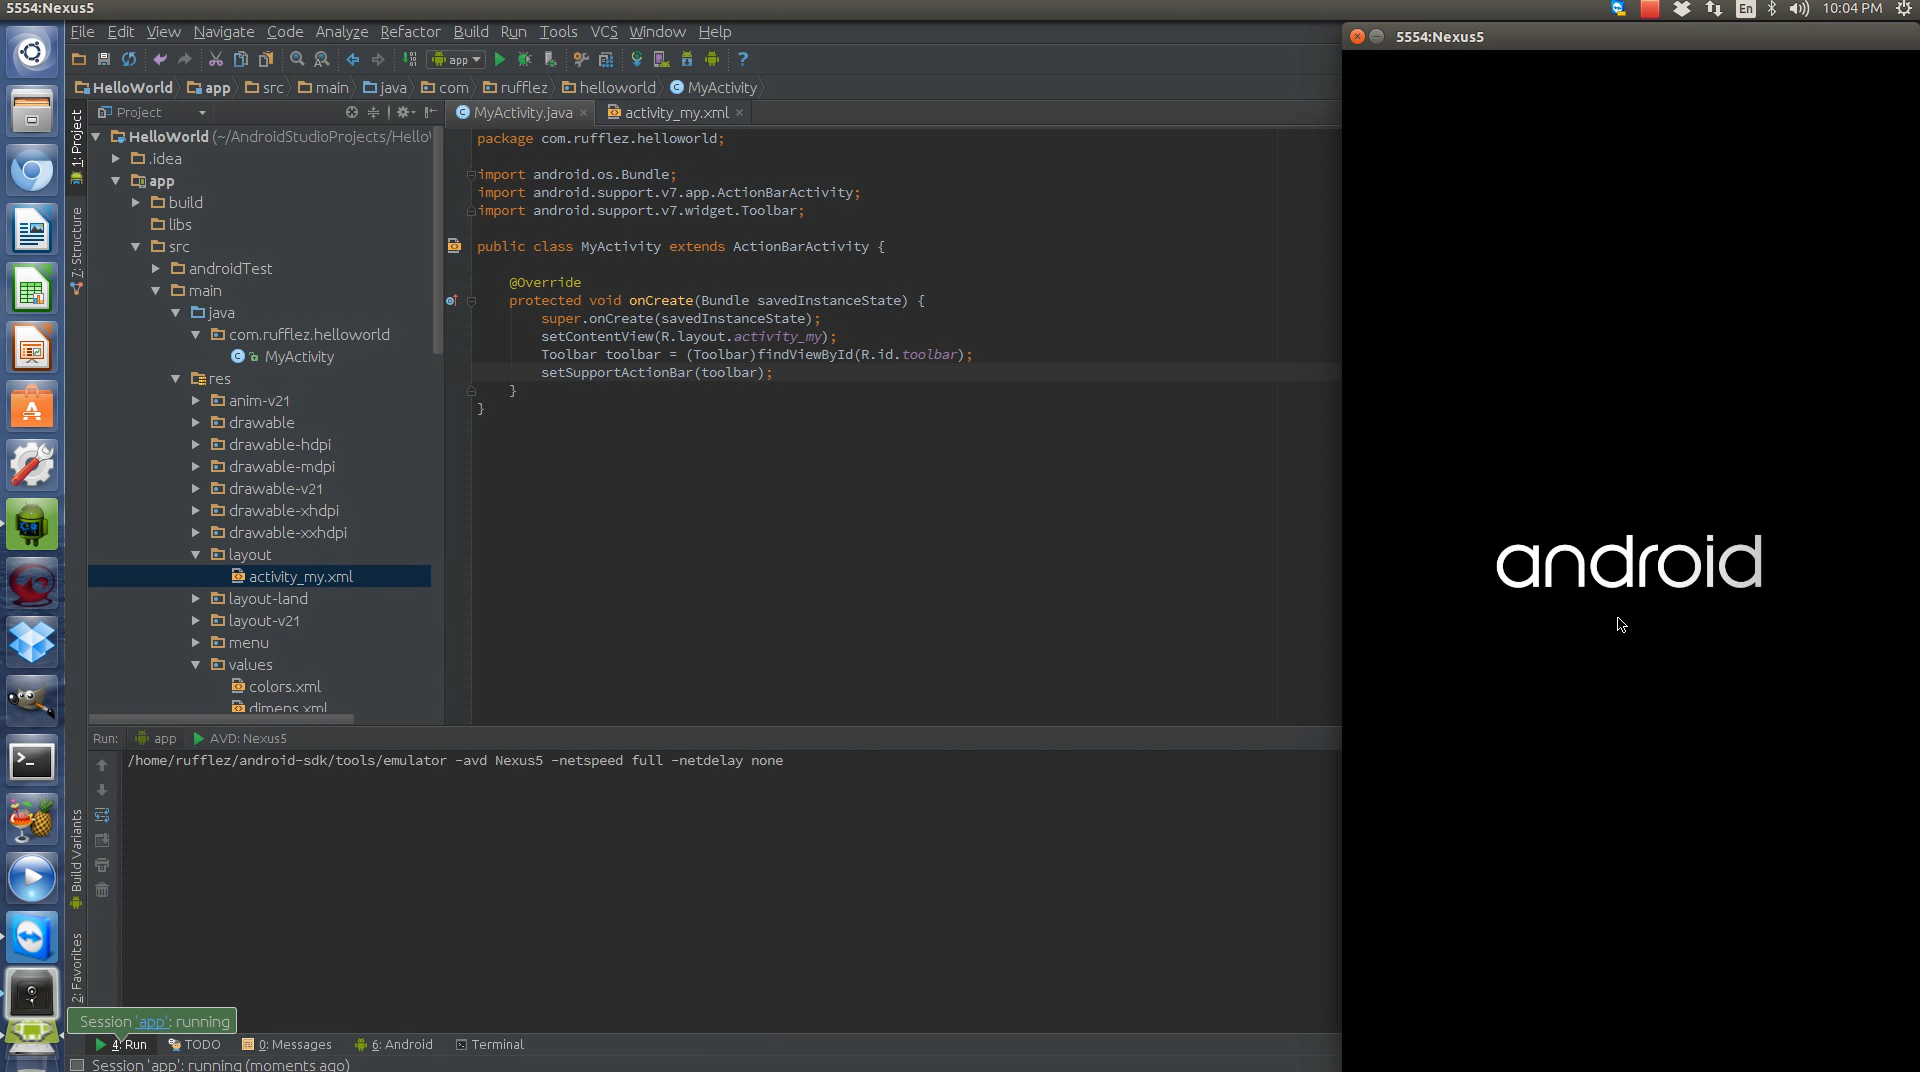 5554:Nexus5
En
10:04 PM
File Edit View Navigate Code Analyze Refactor Build Run Tools VCS Window Help
app
HelloWorld app src main java com rufflez helloworld MyActivity
Project
MyActivity.java
activity_my.xml
1: Project
7: Structure
Build Variants
2: Favorites
HelloWorld (~/AndroidStudioProjects/Hello
.idea
app
build
libs
src
androidTest
main
java
com.rufflez.helloworld
MyActivity
res
anim-v21
drawable
drawable-hdpi
drawable-mdpi
drawable-v21
drawable-xhdpi
drawable-xxhdpi
layout
activity_my.xml
layout-land
layout-v21
menu
values
colors.xml
dimens.xml
package com.rufflez.helloworld;
import android.os.Bundle;
import android.support.v7.app.ActionBarActivity;
import android.support.v7.widget.Toolbar;
public class MyActivity extends ActionBarActivity {
@Override
protected void onCreate(Bundle savedInstanceState) {
super.onCreate(savedInstanceState);
setContentView(R.layout.activity_my);
Toolbar toolbar = (Toolbar)findViewById(R.id.toolbar);
setSupportActionBar(toolbar);
}
}
Run: app AVD: Nexus5
/home/rufflez/android-sdk/tools/emulator -avd Nexus5 -netspeed full -netdelay none
Session 'app': running
4: Run TODO 0: Messages 6: Android Terminal
Session 'app': running (moments ago)
5554:Nexus5
android